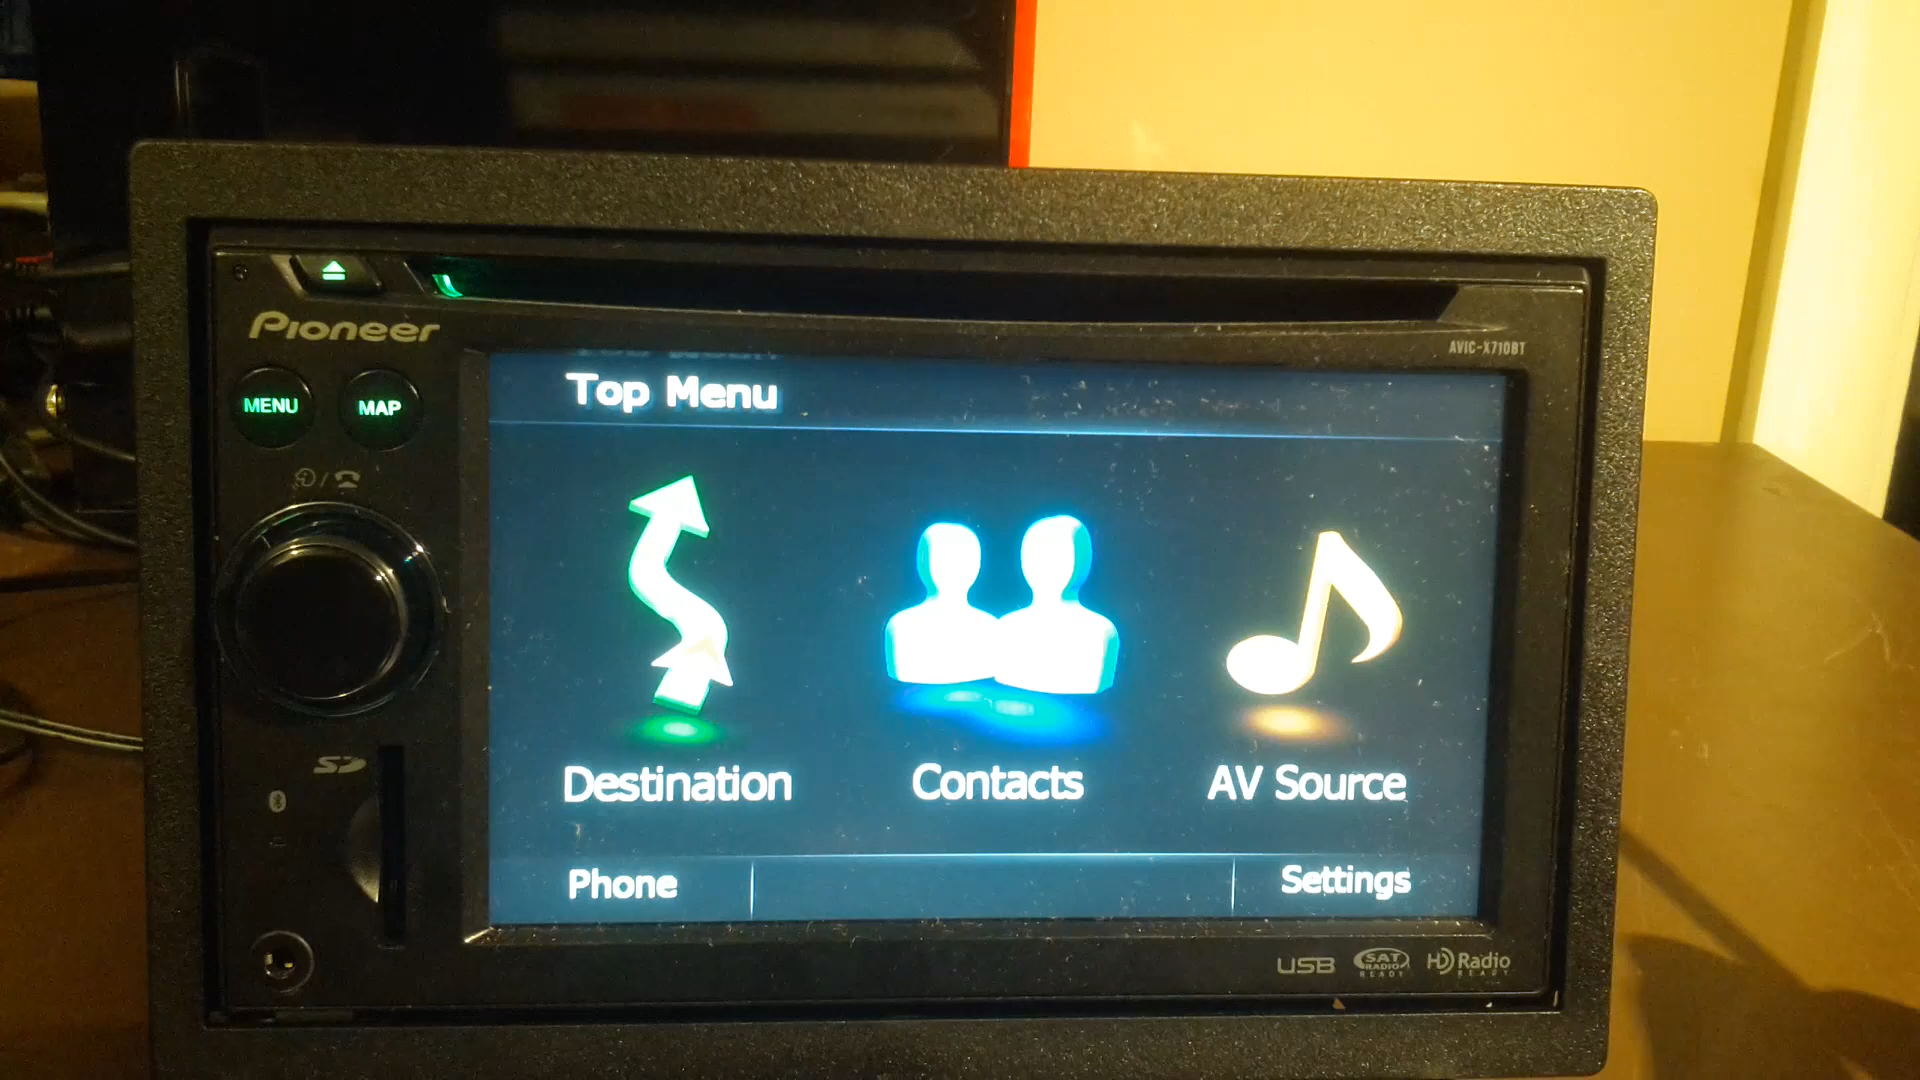 Pioneer
AVIC-X710BT
MENU
MAP
Top Menu
Destination
Contacts
AV Source
Phone
Settings
SD
USB
SAT RADIO READY
HD Radio READY